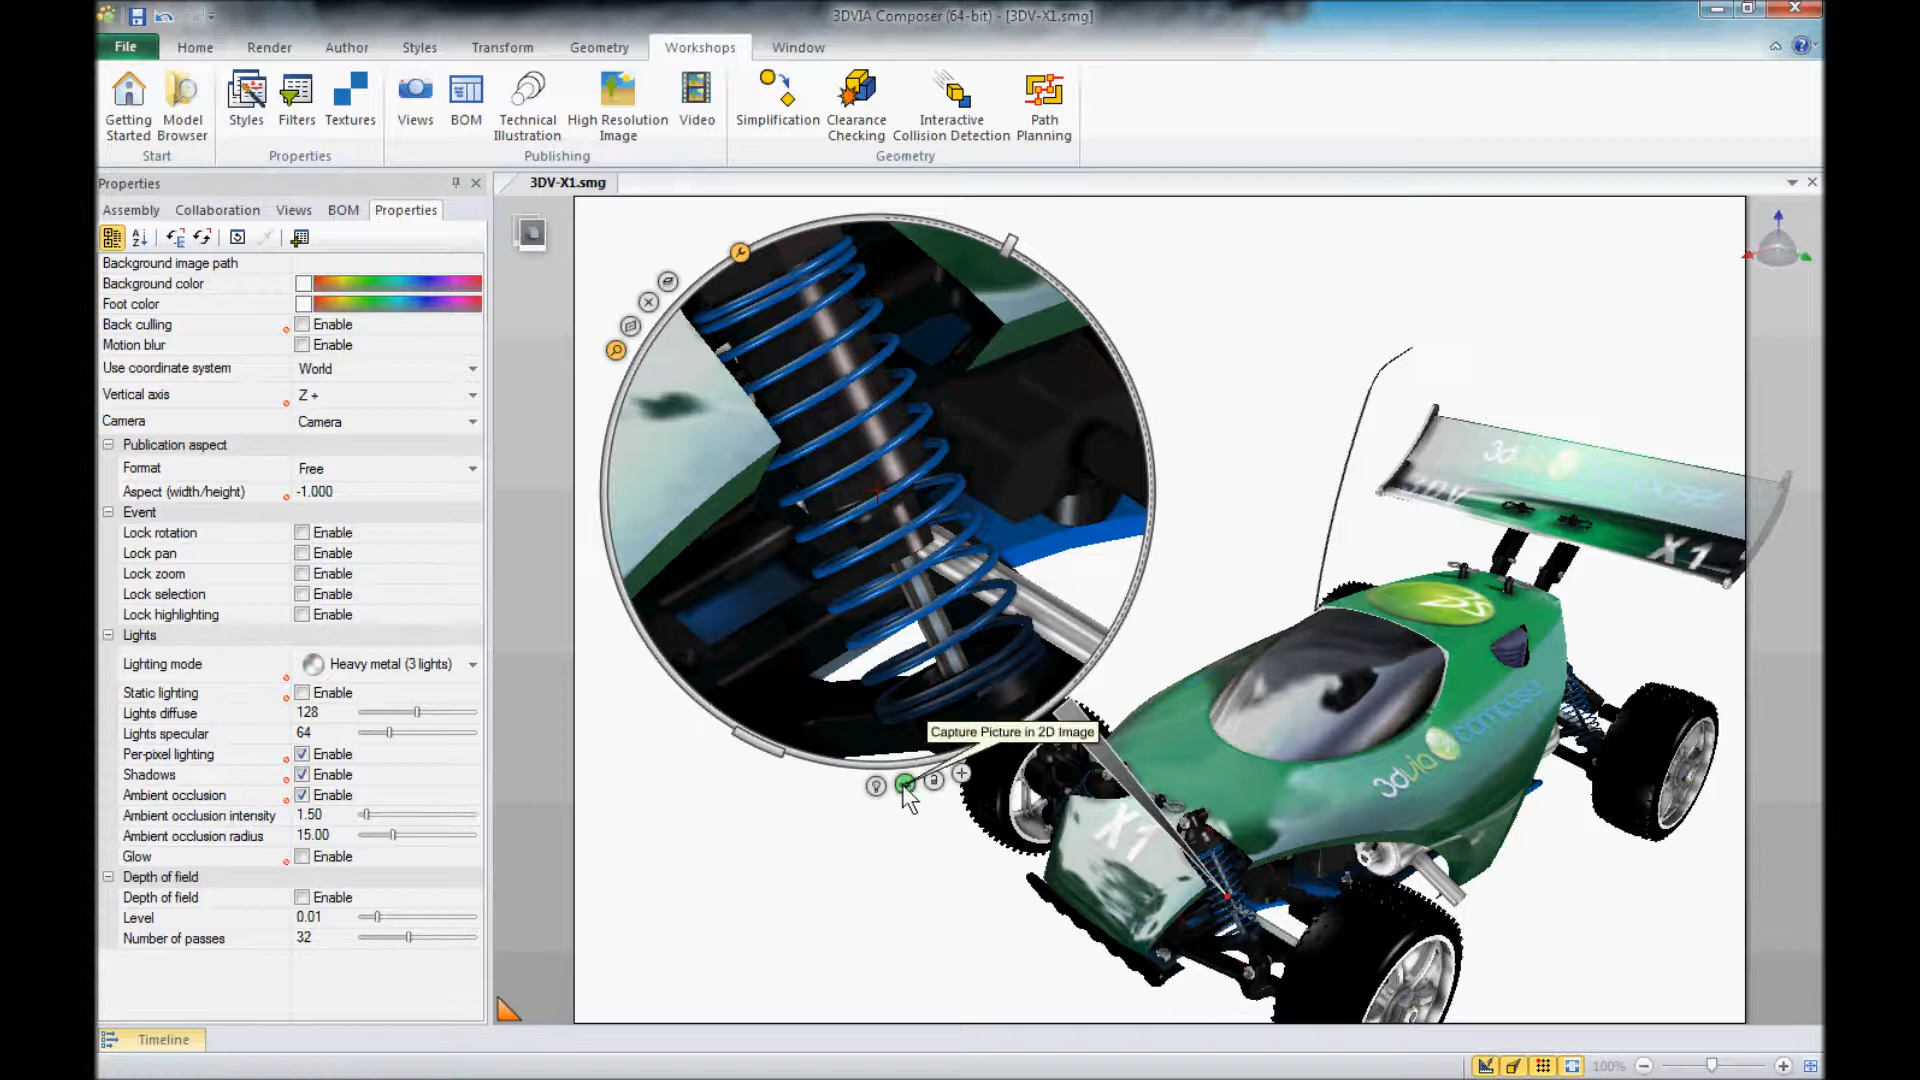 3DVIA Composer (64-bit) - [3DV-X1.smg]
File Home Render Author Styles Transform Geometry Workshops Window
Getting Started
Model Browser
Styles
Filters
Textures
Views
BOM
Technical Illustration
High Resolution Image
Video
Simplification
Clearance Checking
Interactive Collision Detection
Path Planning
Start
Properties
Publishing
Geometry
Properties
3DV-X1.smg
Assembly Collaboration Views BOM Properties
Background image path
Background color
Foot color
Back culling Enable
Motion blur Enable
Use coordinate system World
Vertical axis Z +
Camera Camera
Publication aspect
Format Free
Aspect (width/height) -1.000
Event
Lock rotation Enable
Lock pan Enable
Lock zoom Enable
Lock selection Enable
Lock highlighting Enable
Lights
Lighting mode Heavy metal (3 lights)
Static lighting Enable
Lights diffuse 128
Lights specular 64
Per-pixel lighting Enable
Shadows Enable
Ambient occlusion Enable
Ambient occlusion intensity 1.50
Ambient occlusion radius 15.00
Glow Enable
Depth of field
Depth of field Enable
Level 0.01
Number of passes 32
Capture Picture in 2D Image
X1
3dvia composer
X1
Timeline
100%